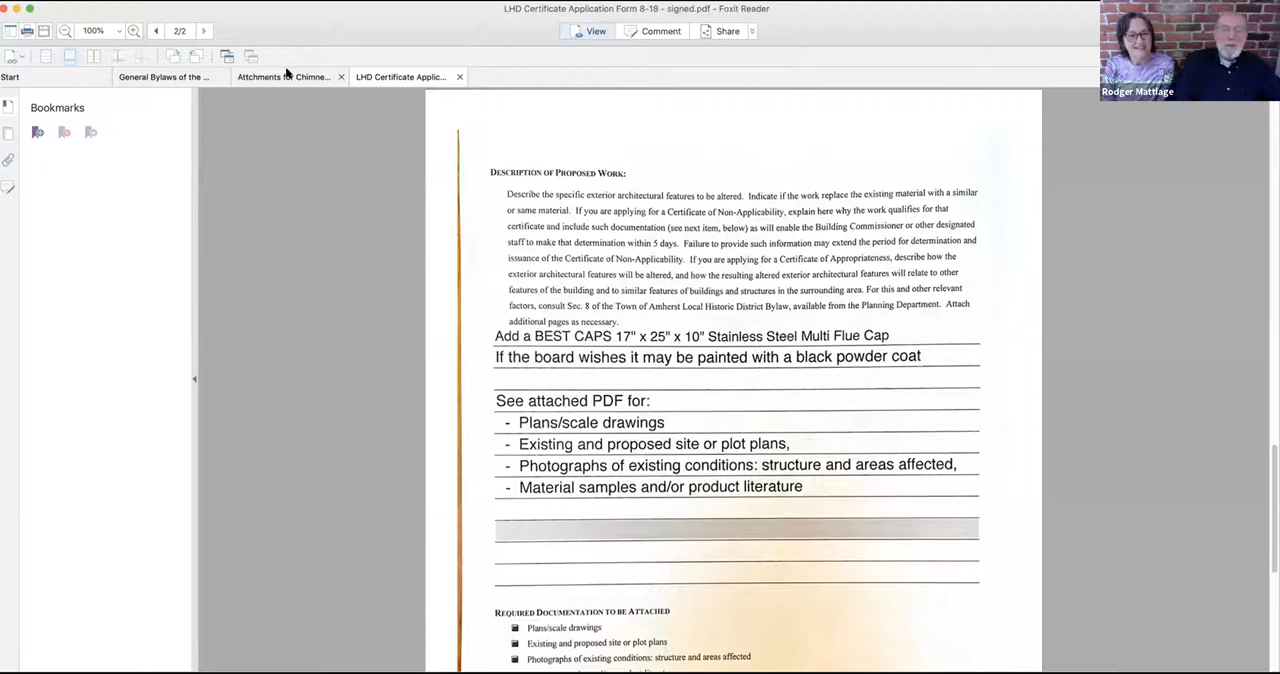 LHD Certificate Application Form 8-18 - signed.pdf - Foxit Reader
100%
2/2
View
Comment
Share
Start
General Bylaws of the ...
Attchments for Chimne...
LHD Certificate Applic...
Rodger Mattlage
Bookmarks
DESCRIPTION OF PROPOSED WORK:
Describe the specific exterior architectural features to be altered. Indicate if the work replace the existing material with a similar
or same material. If you are applying for a Certificate of Non-Applicability, explain here why the work qualifies for that
certificate and include such documentation (see next item, below) as will enable the Building Commissioner or other designated
staff to make that determination within 5 days. Failure to provide such information may extend the period for determination and
issuance of the Certificate of Non-Applicability. If you are applying for a Certificate of Appropriateness, describe how the
exterior architectural features will be altered, and how the resulting altered exterior architectural features will relate to other
features of the building and to similar features of buildings and structures in the surrounding area. For this and other relevant
factors, consult Sec. 8 of the Town of Amherst Local Historic District Bylaw, available from the Planning Department. Attach
additional pages as necessary.
Add a BEST CAPS 17" x 25" x 10" Stainless Steel Multi Flue Cap
If the board wishes it may be painted with a black powder coat
See attached PDF for:
- Plans/scale drawings
- Existing and proposed site or plot plans,
- Photographs of existing conditions: structure and areas affected,
- Material samples and/or product literature
REQUIRED DOCUMENTATION TO BE ATTACHED
Plans/scale drawings
Existing and proposed site or plot plans
Photographs of existing conditions: structure and areas affected